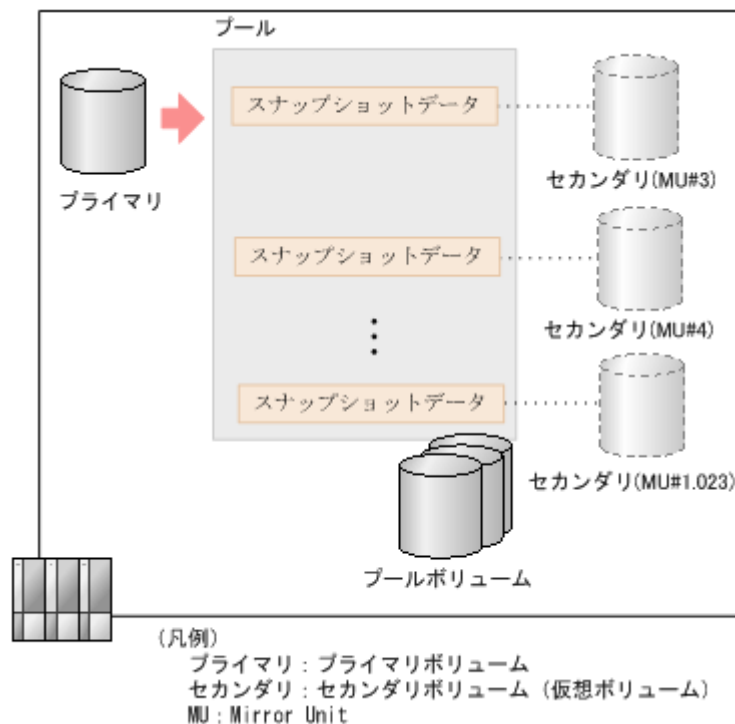 プール
スナップショットデータ
プライマリ
セカンダリ(MU#3)
スナップショットデータ
セカンダリ(MU#4)
スナップショットデータ
セカンダリ(MU#1.023)
プールボリューム
(凡例)
プライマリ:プライマリボリューム
セカンダリ:セカンダリボリューム(仮想ボリューム)
MU:Mirror Unit